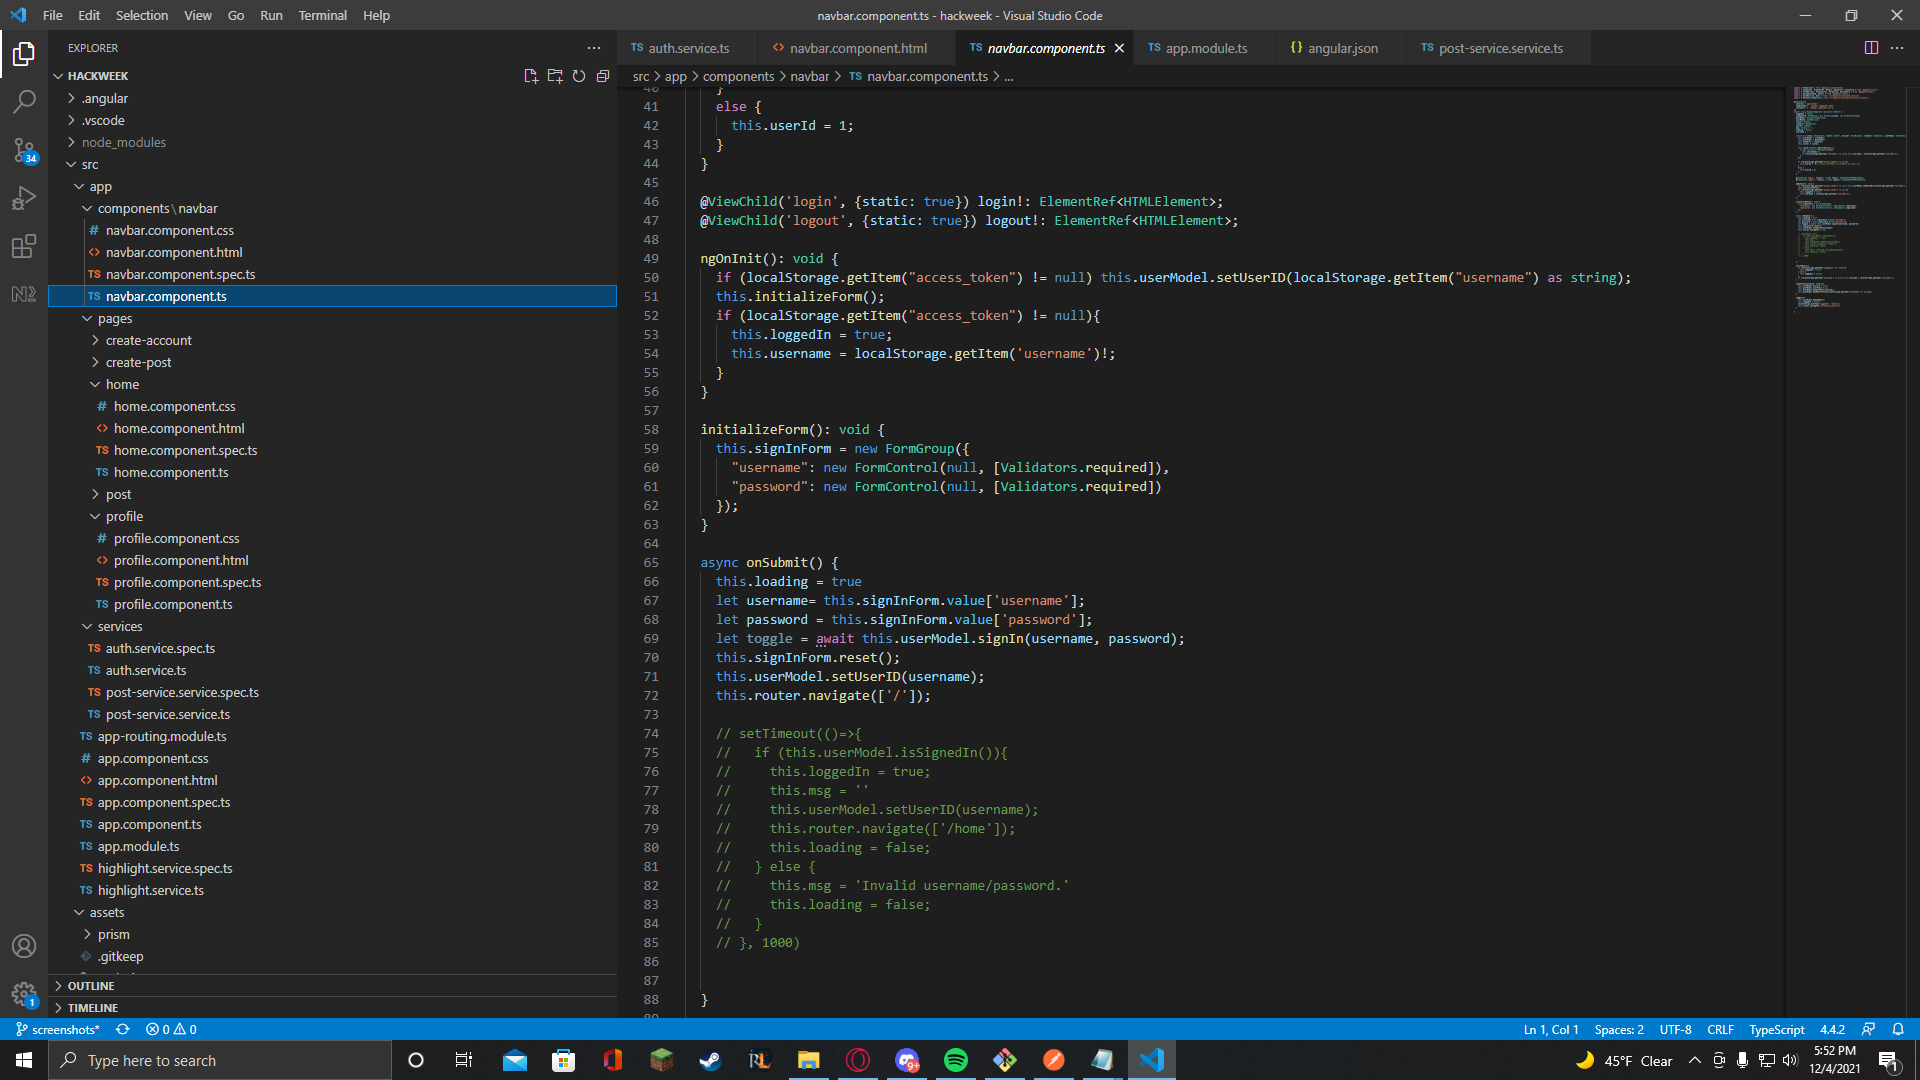 File Edit Selection View Go Run Terminal Help
navbar.component.ts - hackweek - Visual Studio Code
EXPLORER
HACKWEEK
.angular
.vscode
node_modules
src
app
components\navbar
navbar.component.css
navbar.component.html
navbar.component.spec.ts
navbar.component.ts
pages
create-account
create-post
home
home.component.css
home.component.html
home.component.spec.ts
home.component.ts
post
profile
profile.component.css
profile.component.html
profile.component.spec.ts
profile.component.ts
services
auth.service.spec.ts
auth.service.ts
post-service.service.spec.ts
post-service.service.ts
app-routing.module.ts
app.component.css
app.component.html
app.component.spec.ts
app.component.ts
app.module.ts
highlight.service.spec.ts
highlight.service.ts
assets
prism
.gitkeep
OUTLINE
TIMELINE
34
1
TS auth.service.ts <> navbar.component.html TS navbar.component.ts TS app.module.ts {} angular.json TS post-service.service.ts
src > app > components > navbar > TS navbar.component.ts > ...
40 }
41 else {
42 this.userId = 1;
43 }
44 }
45
46 @ViewChild('login', {static: true}) login!: ElementRef<HTMLElement>;
47 @ViewChild('logout', {static: true}) logout!: ElementRef<HTMLElement>;
48
49 ngOnInit(): void {
50 if (localStorage.getItem("access_token") != null) this.userModel.setUserID(localStorage.getItem("username") as string);
51 this.initializeForm();
52 if (localStorage.getItem("access_token") != null){
53 this.loggedIn = true;
54 this.username = localStorage.getItem('username')!;
55 }
56 }
57
58 initializeForm(): void {
59 this.signInForm = new FormGroup({
60 "username": new FormControl(null, [Validators.required]),
61 "password": new FormControl(null, [Validators.required])
62 });
63 }
64
65 async onSubmit() {
66 this.loading = true
67 let username= this.signInForm.value['username'];
68 let password = this.signInForm.value['password'];
69 let toggle = await this.userModel.signIn(username, password);
70 this.signInForm.reset();
71 this.userModel.setUserID(username);
72 this.router.navigate(['/']);
73
74 // setTimeout(()=>{
75 // if (this.userModel.isSignedIn()){
76 // this.loggedIn = true;
77 // this.msg = ''
78 // this.userModel.setUserID(username);
79 // this.router.navigate(['/home']);
80 // this.loading = false;
81 // } else {
82 // this.msg = 'Invalid username/password.'
83 // this.loading = false;
84 // }
85 // }, 1000)
86
87
88 }
screenshots* 0 0 Ln 1, Col 1 Spaces: 2 UTF-8 CRLF TypeScript 4.4.2
Type here to search
9+
45°F Clear
5:52 PM
12/4/2021
1